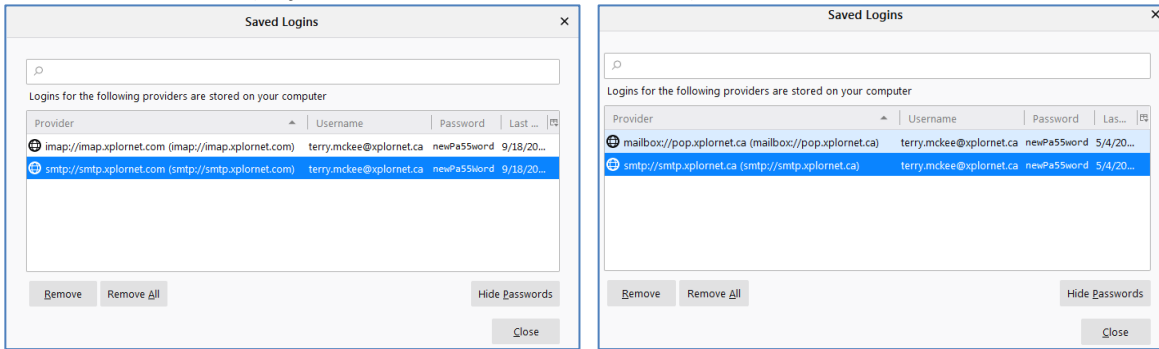 Saved Logins ×
Logins for the following providers are stored on your computer
Provider Username Password Last ...
imap://imap.xplornet.com (imap://imap.xplornet.com) terry.mckee@xplornet.ca newPa55word 9/18/20...
smtp://smtp.xplornet.com (smtp://smtp.xplornet.com) terry.mckee@xplornet.ca newPa55Word 9/18/20...
Remove Remove All Hide Passwords
Close
Saved Logins ×
Logins for the following providers are stored on your computer
Provider Username Password Las...
mailbox://pop.xplornet.ca (mailbox://pop.xplornet.ca) terry.mckee@xplornet.ca newPa55word 5/4/20...
smtp://smtp.xplornet.ca (smtp://smtp.xplornet.ca) terry.mckee@xplornet.ca newPa55word 5/4/20...
Remove Remove All Hide Passwords
Close